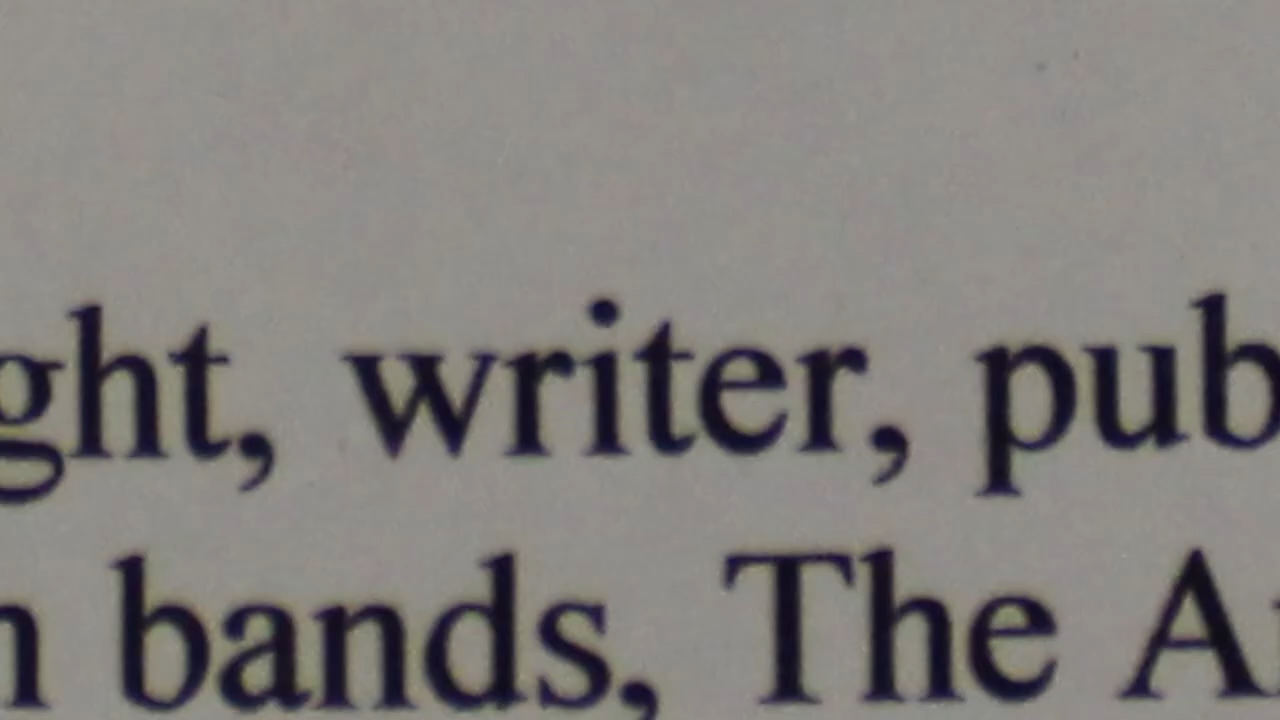 ght, writer, pub
n bands, The A